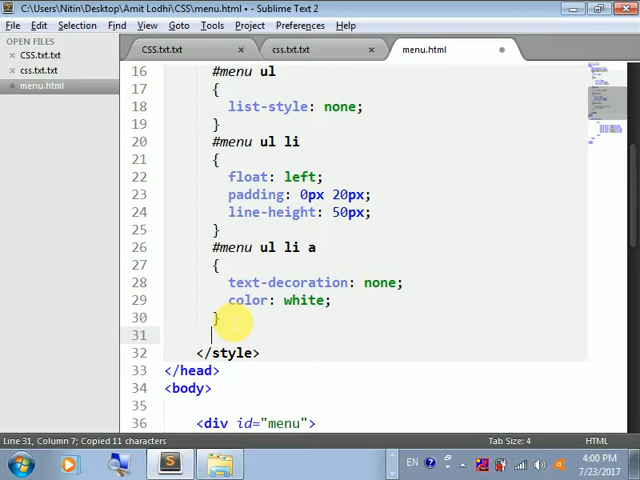 C:\Users\Nitin\Desktop\Amit Lodhi\CSS\menu.html • - Sublime Text 2
File Edit Selection Find View Goto Tools Project Preferences Help
OPEN FILES
CSS.txt.txt
css.txt.txt
menu.html
CSS.txt.txt × css.txt.txt × menu.html
16 #menu ul
17 {
18 list-style: none;
19 }
20 #menu ul li
21 {
22 float: left;
23 padding: 0px 20px;
24 line-height: 50px;
25 }
26 #menu ul li a
27 {
28 text-decoration: none;
29 color: white;
30 }
31
32 </style>
33 </head>
34 <body>
35
36 <div id="menu">
Line 31, Column 7; Copied 11 characters Tab Size: 4 HTML
EN 4:00 PM
7/23/2017